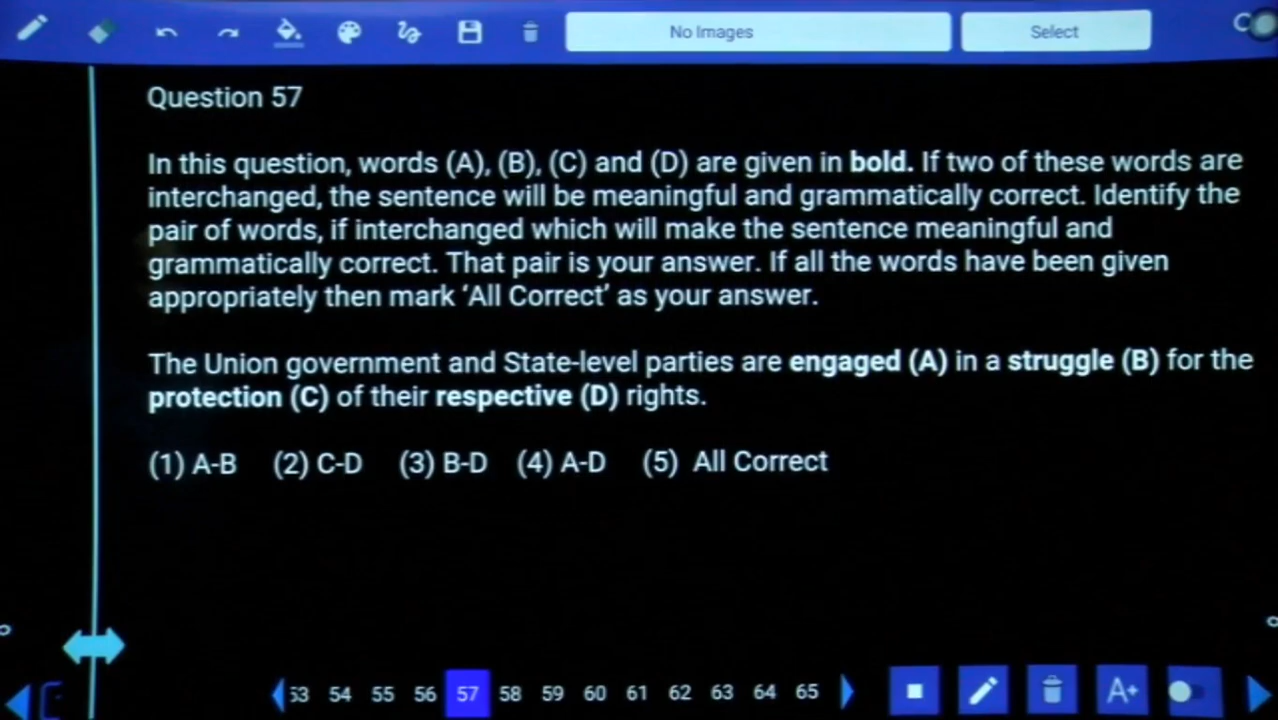 No Images
Select
Question 57
In this question, words (A), (B), (C) and (D) are given in bold. If two of these words are
interchanged, the sentence will be meaningful and grammatically correct. Identify the
pair of words, if interchanged which will make the sentence meaningful and
grammatically correct. That pair is your answer. If all the words have been given
appropriately then mark ‘All Correct’ as your answer.
The Union government and State-level parties are engaged (A) in a struggle (B) for the
protection (C) of their respective (D) rights.
(1) A-B (2) C-D (3) B-D (4) A-D (5) All Correct
53 54 55 56 57 58 59 60 61 62 63 64 65
A+